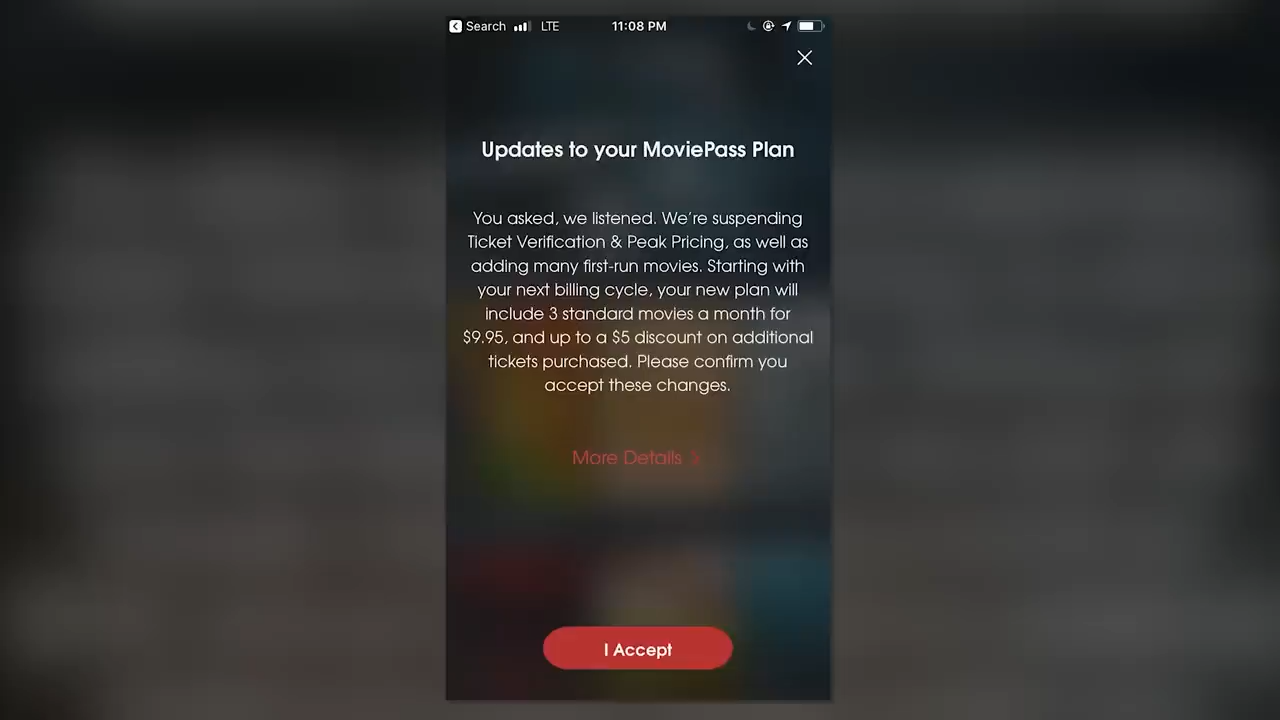 Search LTE 11:08 PM
Updates to your MoviePass Plan
You asked, we listened. We're suspending
Ticket Verification & Peak Pricing, as well as
adding many first-run movies. Starting with
your next billing cycle, your new plan will
include 3 standard movies a month for
$9.95, and up to a $5 discount on additional
tickets purchased. Please confirm you
accept these changes.
More Details >
I Accept